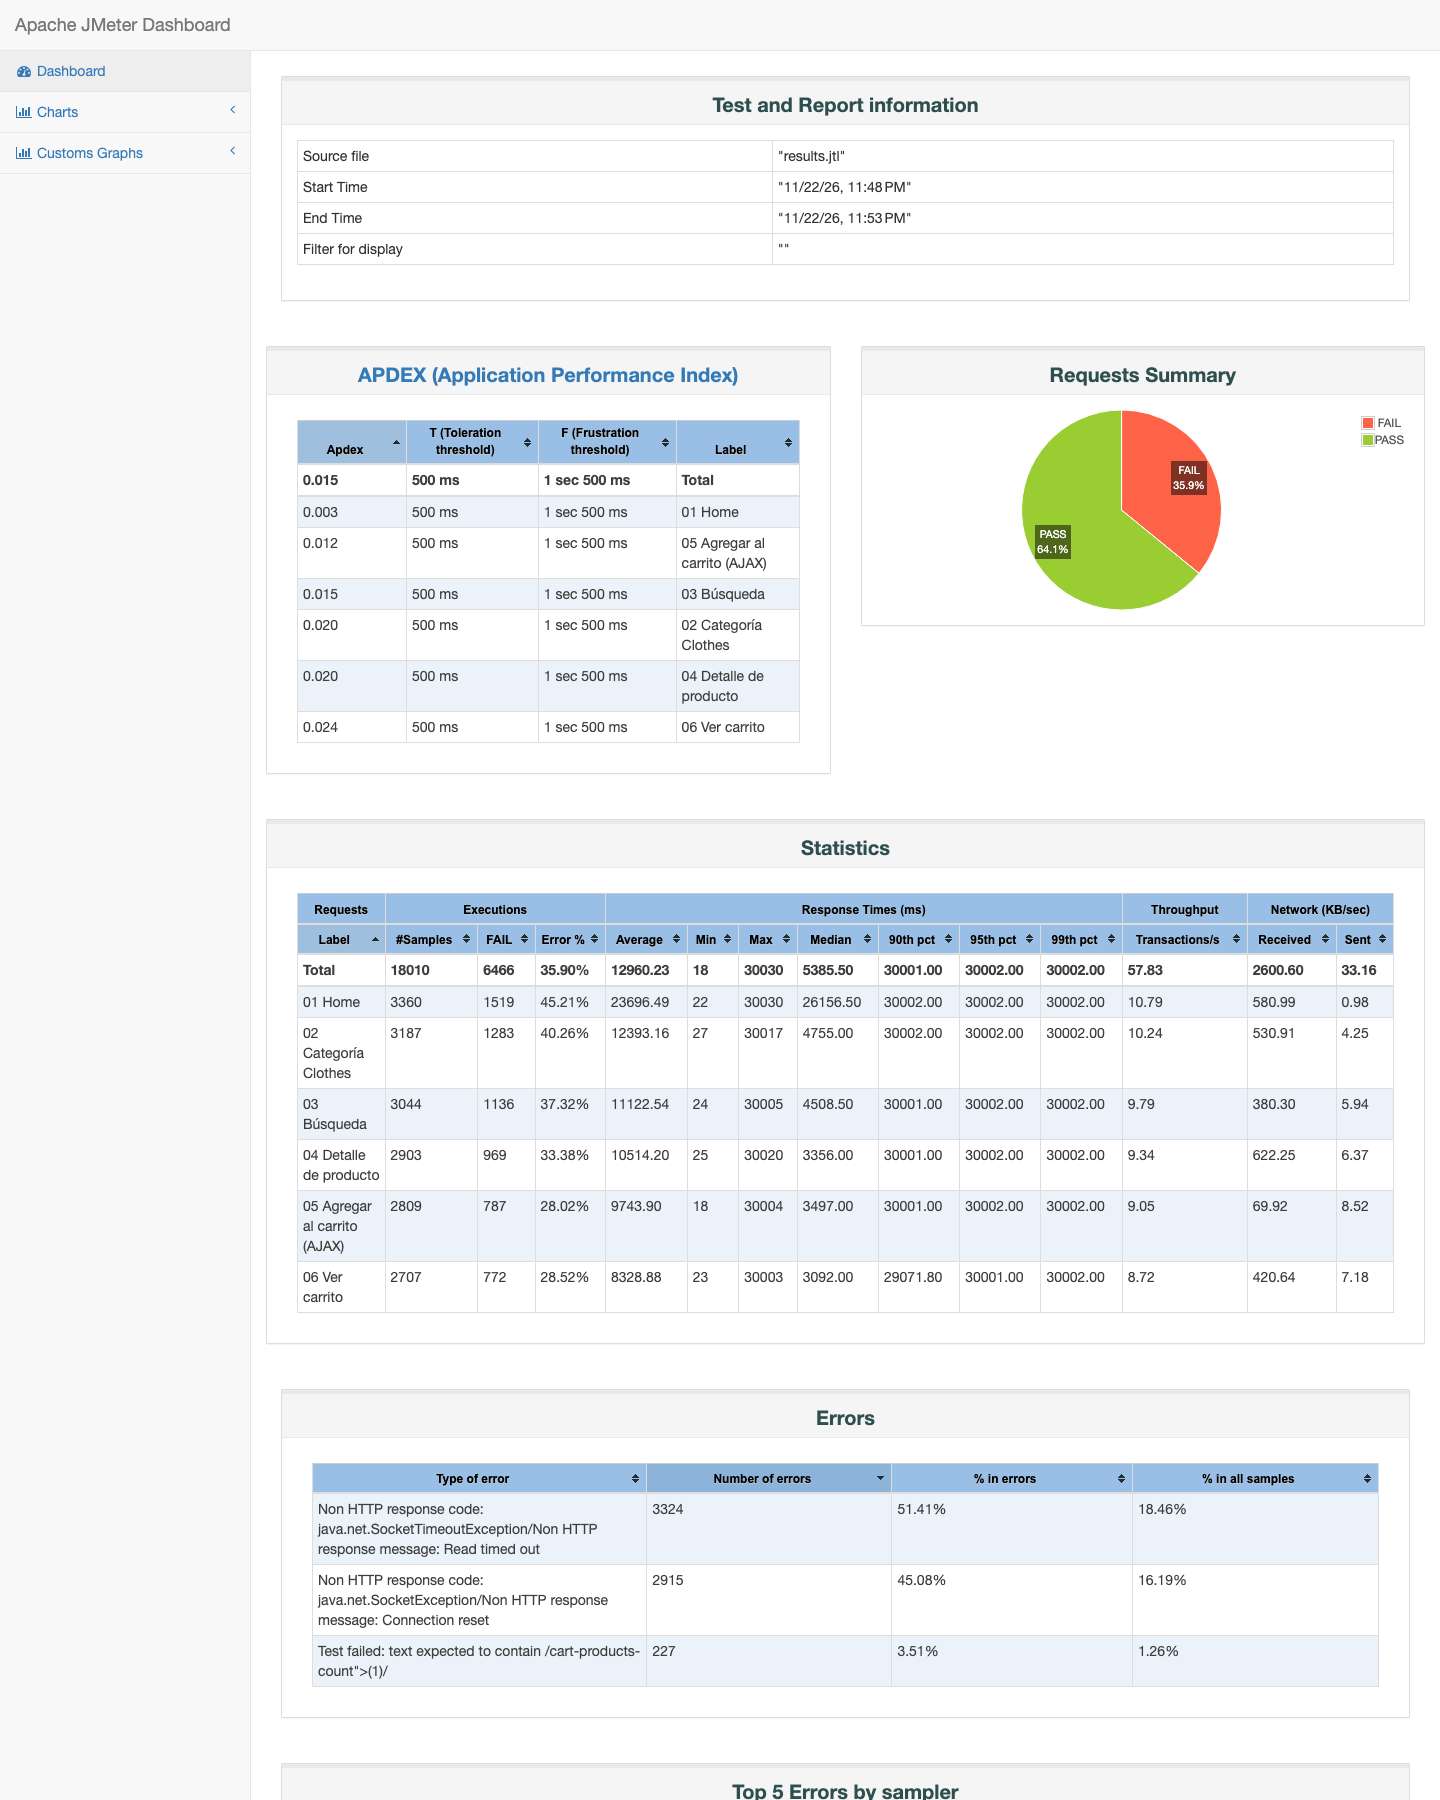 Apache JMeter Dashboard
Dashboard
Charts
Customs Graphs
Test and Report information
Source file "results.jtl"
Start Time "11/22/26, 11:48 PM"
End Time "11/22/26, 11:53 PM"
Filter for display ""
APDEX (Application Performance Index)
Apdex T (Toleration threshold) F (Frustration threshold) Label
0.015 500 ms 1 sec 500 ms Total
0.003 500 ms 1 sec 500 ms 01 Home
0.012 500 ms 1 sec 500 ms 05 Agregar al
carrito (AJAX)
0.015 500 ms 1 sec 500 ms 03 Búsqueda
0.020 500 ms 1 sec 500 ms 02 Categoría
Clothes
0.020 500 ms 1 sec 500 ms 04 Detalle de
producto
0.024 500 ms 1 sec 500 ms 06 Ver carrito
Requests Summary
FAIL
PASS
FAIL
35.9%
PASS
64.1%
Statistics
Requests Executions Response Times (ms) Throughput Network (KB/sec)
Label #Samples FAIL Error % Average Min Max Median 90th pct 95th pct 99th pct Transactions/s Received Sent
Total 18010 6466 35.90% 12960.23 18 30030 5385.50 30001.00 30002.00 30002.00 57.83 2600.60 33.16
01 Home 3360 1519 45.21% 23696.49 22 30030 26156.50 30002.00 30002.00 30002.00 10.79 580.99 0.98
02 3187 1283 40.26% 12393.16 27 30017 4755.00 30002.00 30002.00 30002.00 10.24 530.91 4.25
Categoría
Clothes
03 3044 1136 37.32% 11122.54 24 30005 4508.50 30001.00 30002.00 30002.00 9.79 380.30 5.94
Búsqueda
04 Detalle 2903 969 33.38% 10514.20 25 30020 3356.00 30001.00 30002.00 30002.00 9.34 622.25 6.37
de producto
05 Agregar 2809 787 28.02% 9743.90 18 30004 3497.00 30001.00 30002.00 30002.00 9.05 69.92 8.52
al carrito
(AJAX)
06 Ver 2707 772 28.52% 8328.88 23 30003 3092.00 29071.80 30001.00 30002.00 8.72 420.64 7.18
carrito
Errors
Type of error Number of errors % in errors % in all samples
Non HTTP response code: 3324 51.41% 18.46%
java.net.SocketTimeoutException/Non HTTP
response message: Read timed out
Non HTTP response code: 2915 45.08% 16.19%
java.net.SocketException/Non HTTP response
message: Connection reset
Test failed: text expected to contain /cart-products- 227 3.51% 1.26%
count">(1)/
Top 5 Errors by sampler